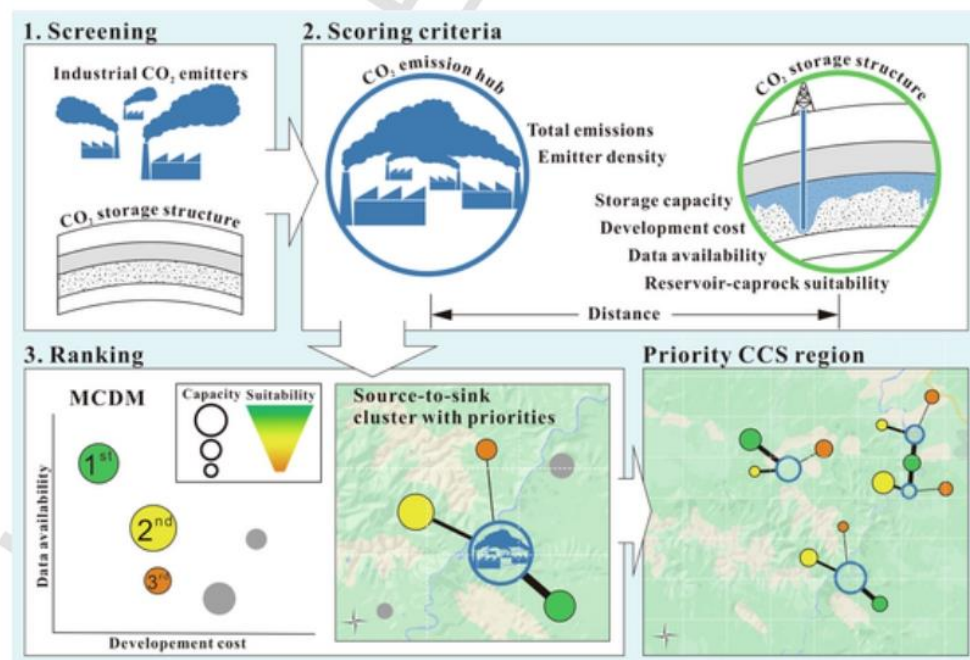 1. Screening
Industrial CO₂ emitters
CO₂ storage structure
2. Scoring criteria
CO₂ emission hub
Total emissions
Emitter density
CO₂ storage structure
Storage capacity
Development cost
Data availability
Reservoir-caprock suitability
Distance
3. Ranking
MCDM
Capacity Suitability
1st
2nd
3rd
Data availability
Developement cost
Source-to-sink
cluster with priorities
Priority CCS region